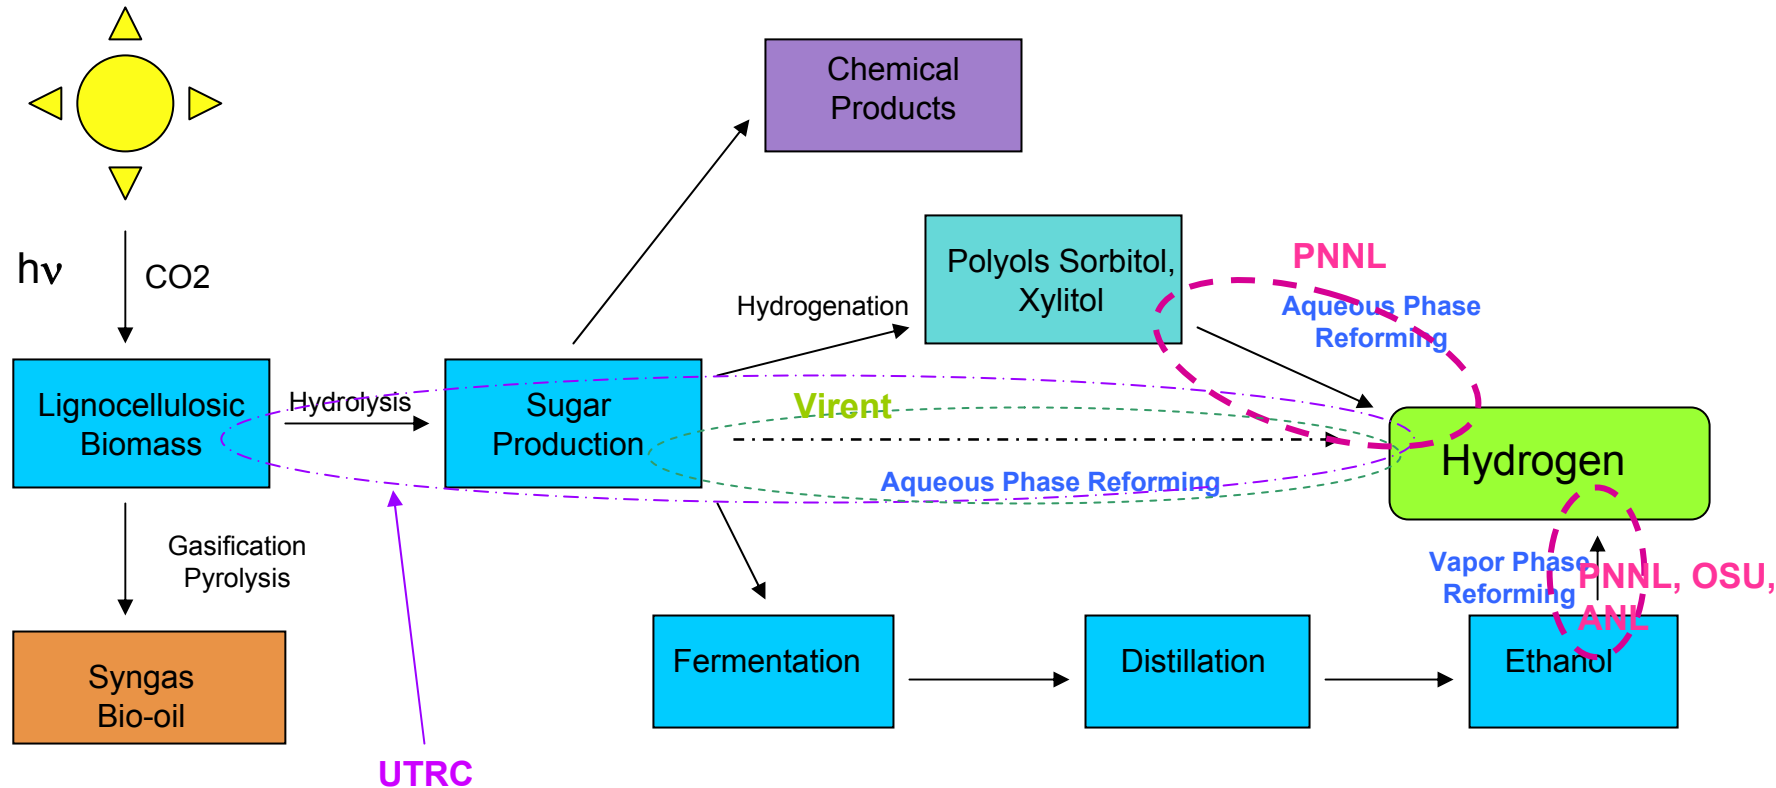 Chemical
Products
hν
CO2
Polyols Sorbitol,
Xylitol
PNNL
Hydrogenation
Aqueous Phase
Reforming
Lignocellulosic
Biomass
Hydrolysis
Sugar
Production
Virent
Aqueous Phase Reforming
Hydrogen
Gasification
Pyrolysis
Vapor Phase
Reforming
PNNL, OSU,
ANL
Syngas
Bio-oil
Fermentation
Distillation
Ethanol
UTRC